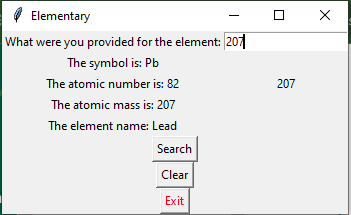 Elementary
What were you provided for the element: 207
The symbol is: Pb
The atomic number is: 82 207
The atomic mass is: 207
The element name: Lead
Search
Clear
Exit